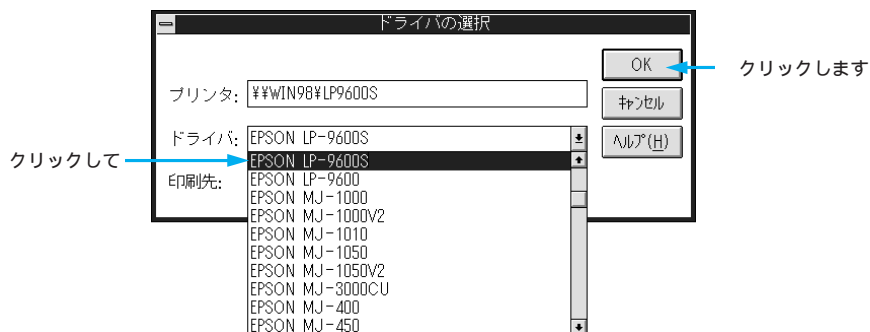 ドライバの選択
OK
クリックします
プリンタ: ¥¥WIN98¥LP9600S
キャンセル
ドライバ: EPSON LP-9600S
ヘルプ(H)
クリックして
EPSON LP-9600S
印刷先:
EPSON LP-9600
EPSON MJ-1000
EPSON MJ-1000V2
EPSON MJ-1010
EPSON MJ-1050
EPSON MJ-1050V2
EPSON MJ-3000CU
EPSON MJ-400
EPSON MJ-450